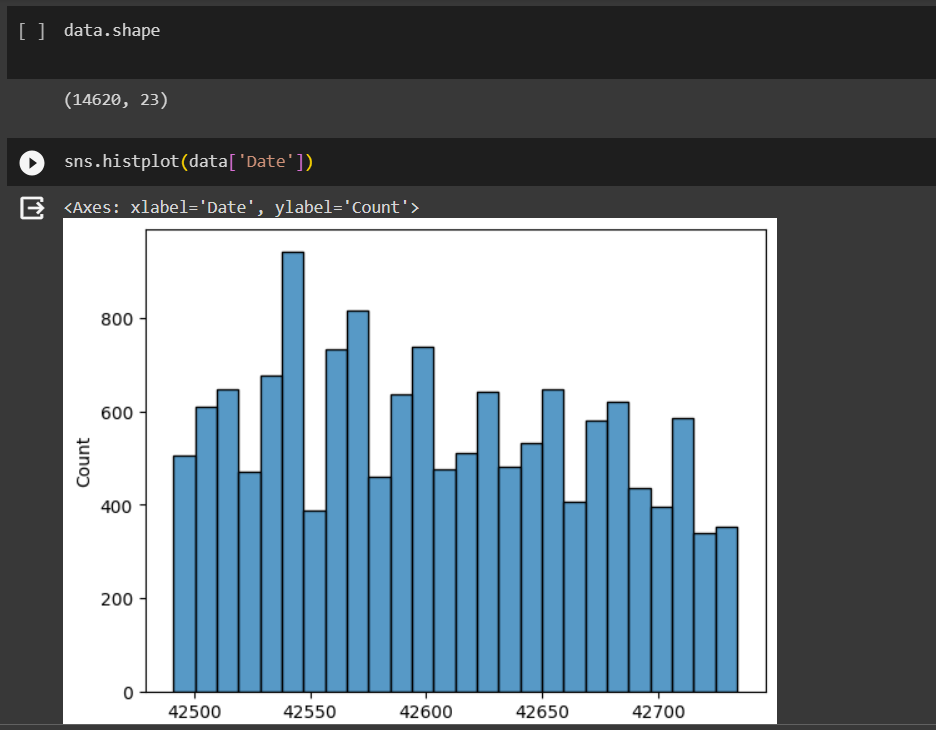 [ ] data.shape
(14620, 23)
sns.histplot(data['Date'])
<Axes: xlabel='Date', ylabel='Count'>
800
600
400
200
0
Count
42500 42550 42600 42650 42700